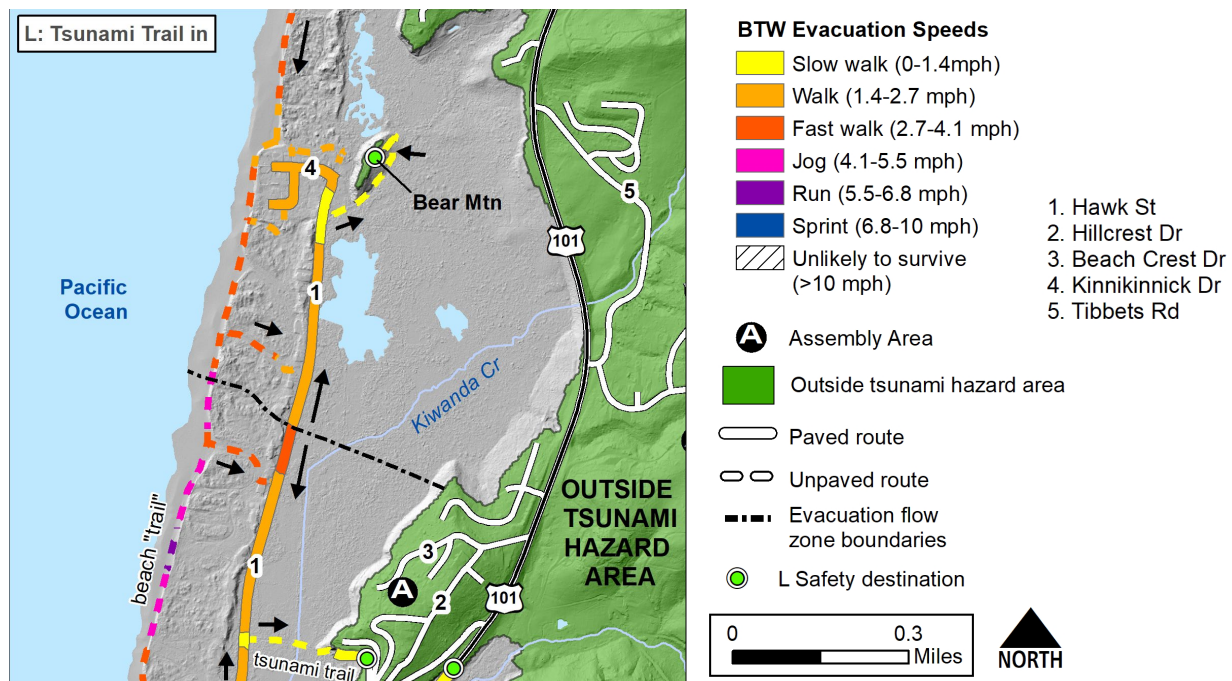 L: Tsunami Trail in
4
Bear Mtn
5
101
1
Pacific
Ocean
Kiwanda Cr
beach "trail"
OUTSIDE
TSUNAMI
HAZARD
AREA
3
A
2
101
1
tsunami trail
BTW Evacuation Speeds
Slow walk (0-1.4mph)
Walk (1.4-2.7 mph)
Fast walk (2.7-4.1 mph)
Jog (4.1-5.5 mph)
Run (5.5-6.8 mph)
Sprint (6.8-10 mph)
Unlikely to survive
(>10 mph)
A Assembly Area
Outside tsunami hazard area
Paved route
Unpaved route
Evacuation flow
zone boundaries
L Safety destination
1. Hawk St
2. Hillcrest Dr
3. Beach Crest Dr
4. Kinnikinnick Dr
5. Tibbets Rd
0 0.3
Miles
NORTH